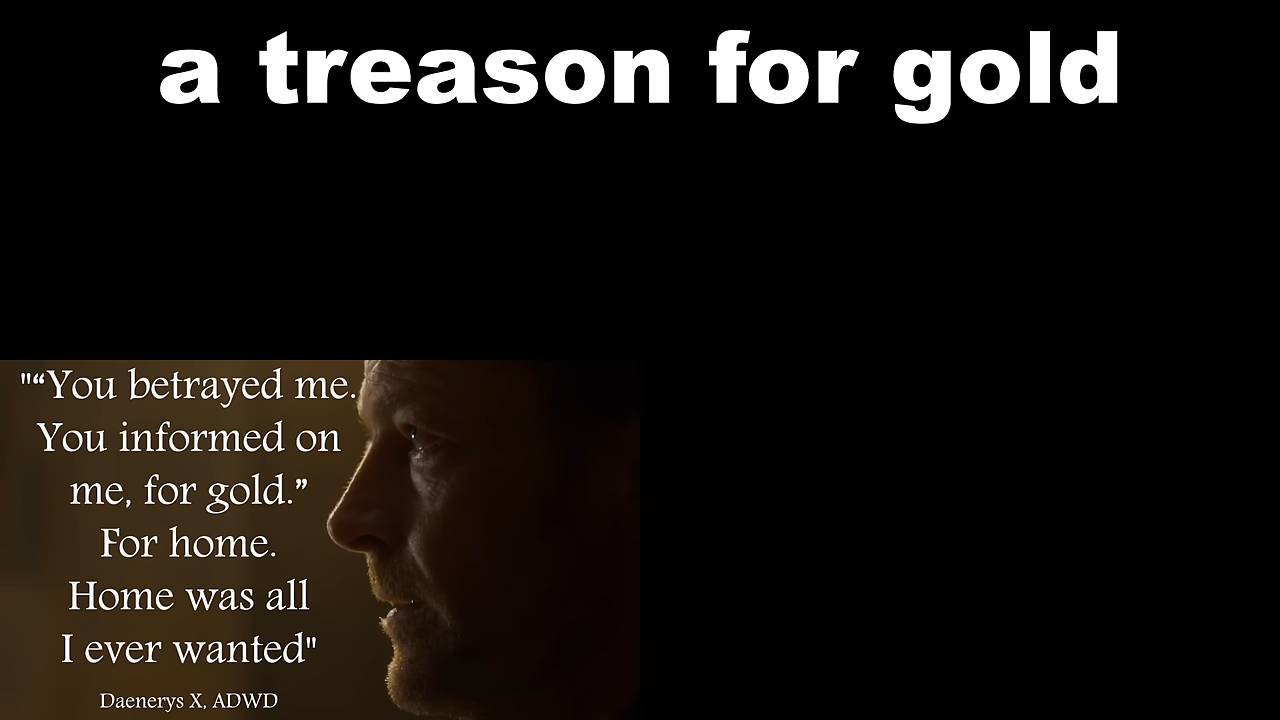 a treason for gold
"“You betrayed me.
You informed on
me, for gold.”
For home.
Home was all
I ever wanted"
Daenerys X, ADWD